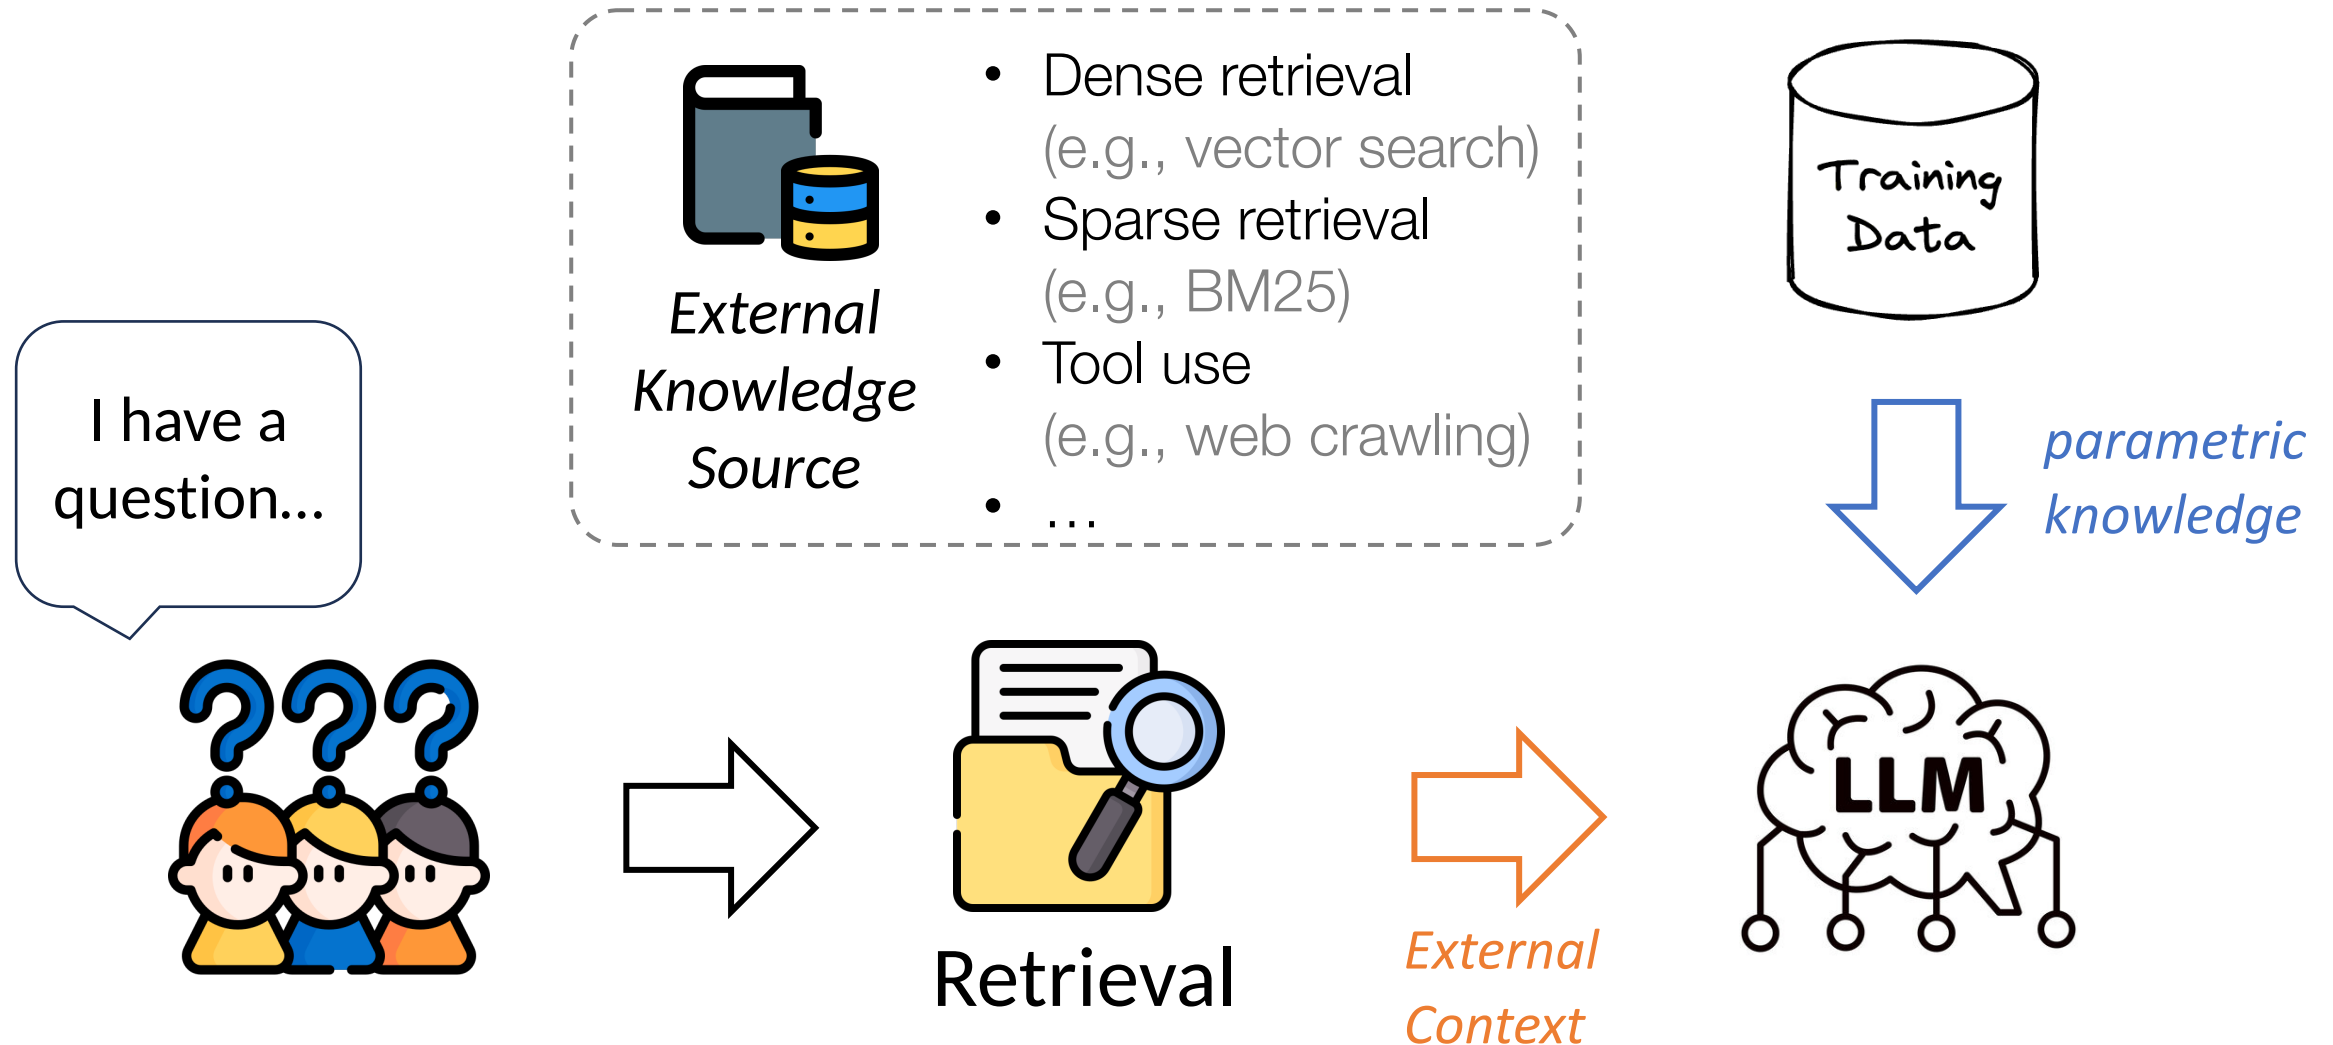 I have a
question...
External
Knowledge
Source
• Dense retrieval
(e.g., vector search)
• Sparse retrieval
(e.g., BM25)
• Tool use
(e.g., web crawling)
• ...
Training
Data
parametric
knowledge
Retrieval
External
Context
LLM